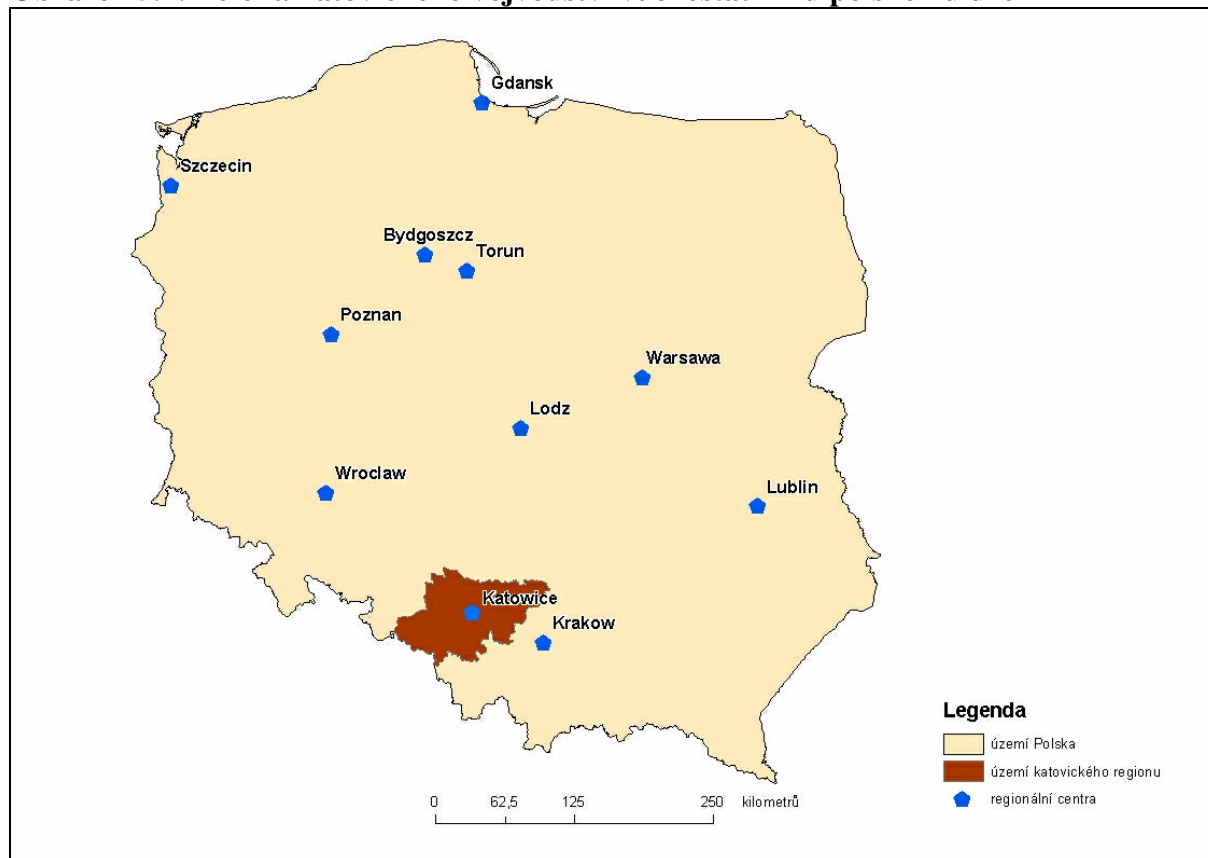 Gdansk
Szczecin
Bydgoszcz
Torun
Poznan
Warsawa
Lodz
Wroclaw
Lublin
Katowice
Krakow
Legenda
území Polska
území katovického regionu
regionální centra
0 62,5 125 250 kilometrů